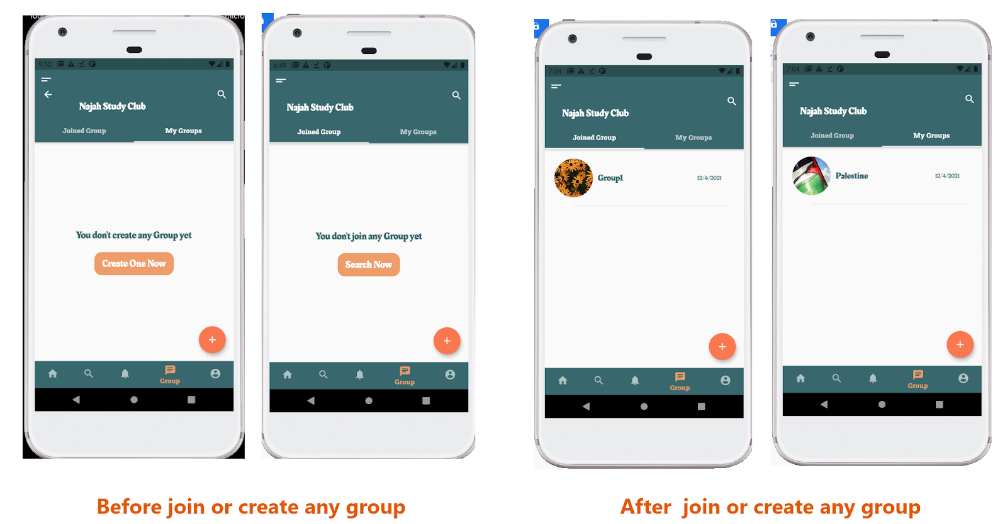 9:52
Najah Study Club
Joined Group
My Groups
You don't create any Group yet
Create One Now
+
Group
6:49
Najah Study Club
Joined Group
My Groups
You don't join any Group yet
Search Now
+
Group
Before join or create any group
7:04
Najah Study Club
Joined Group
My Groups
Group1
12/4/2021
+
Group
7:04
Najah Study Club
Joined Group
My Groups
Palestine
12/4/2021
+
Group
After join or create any group